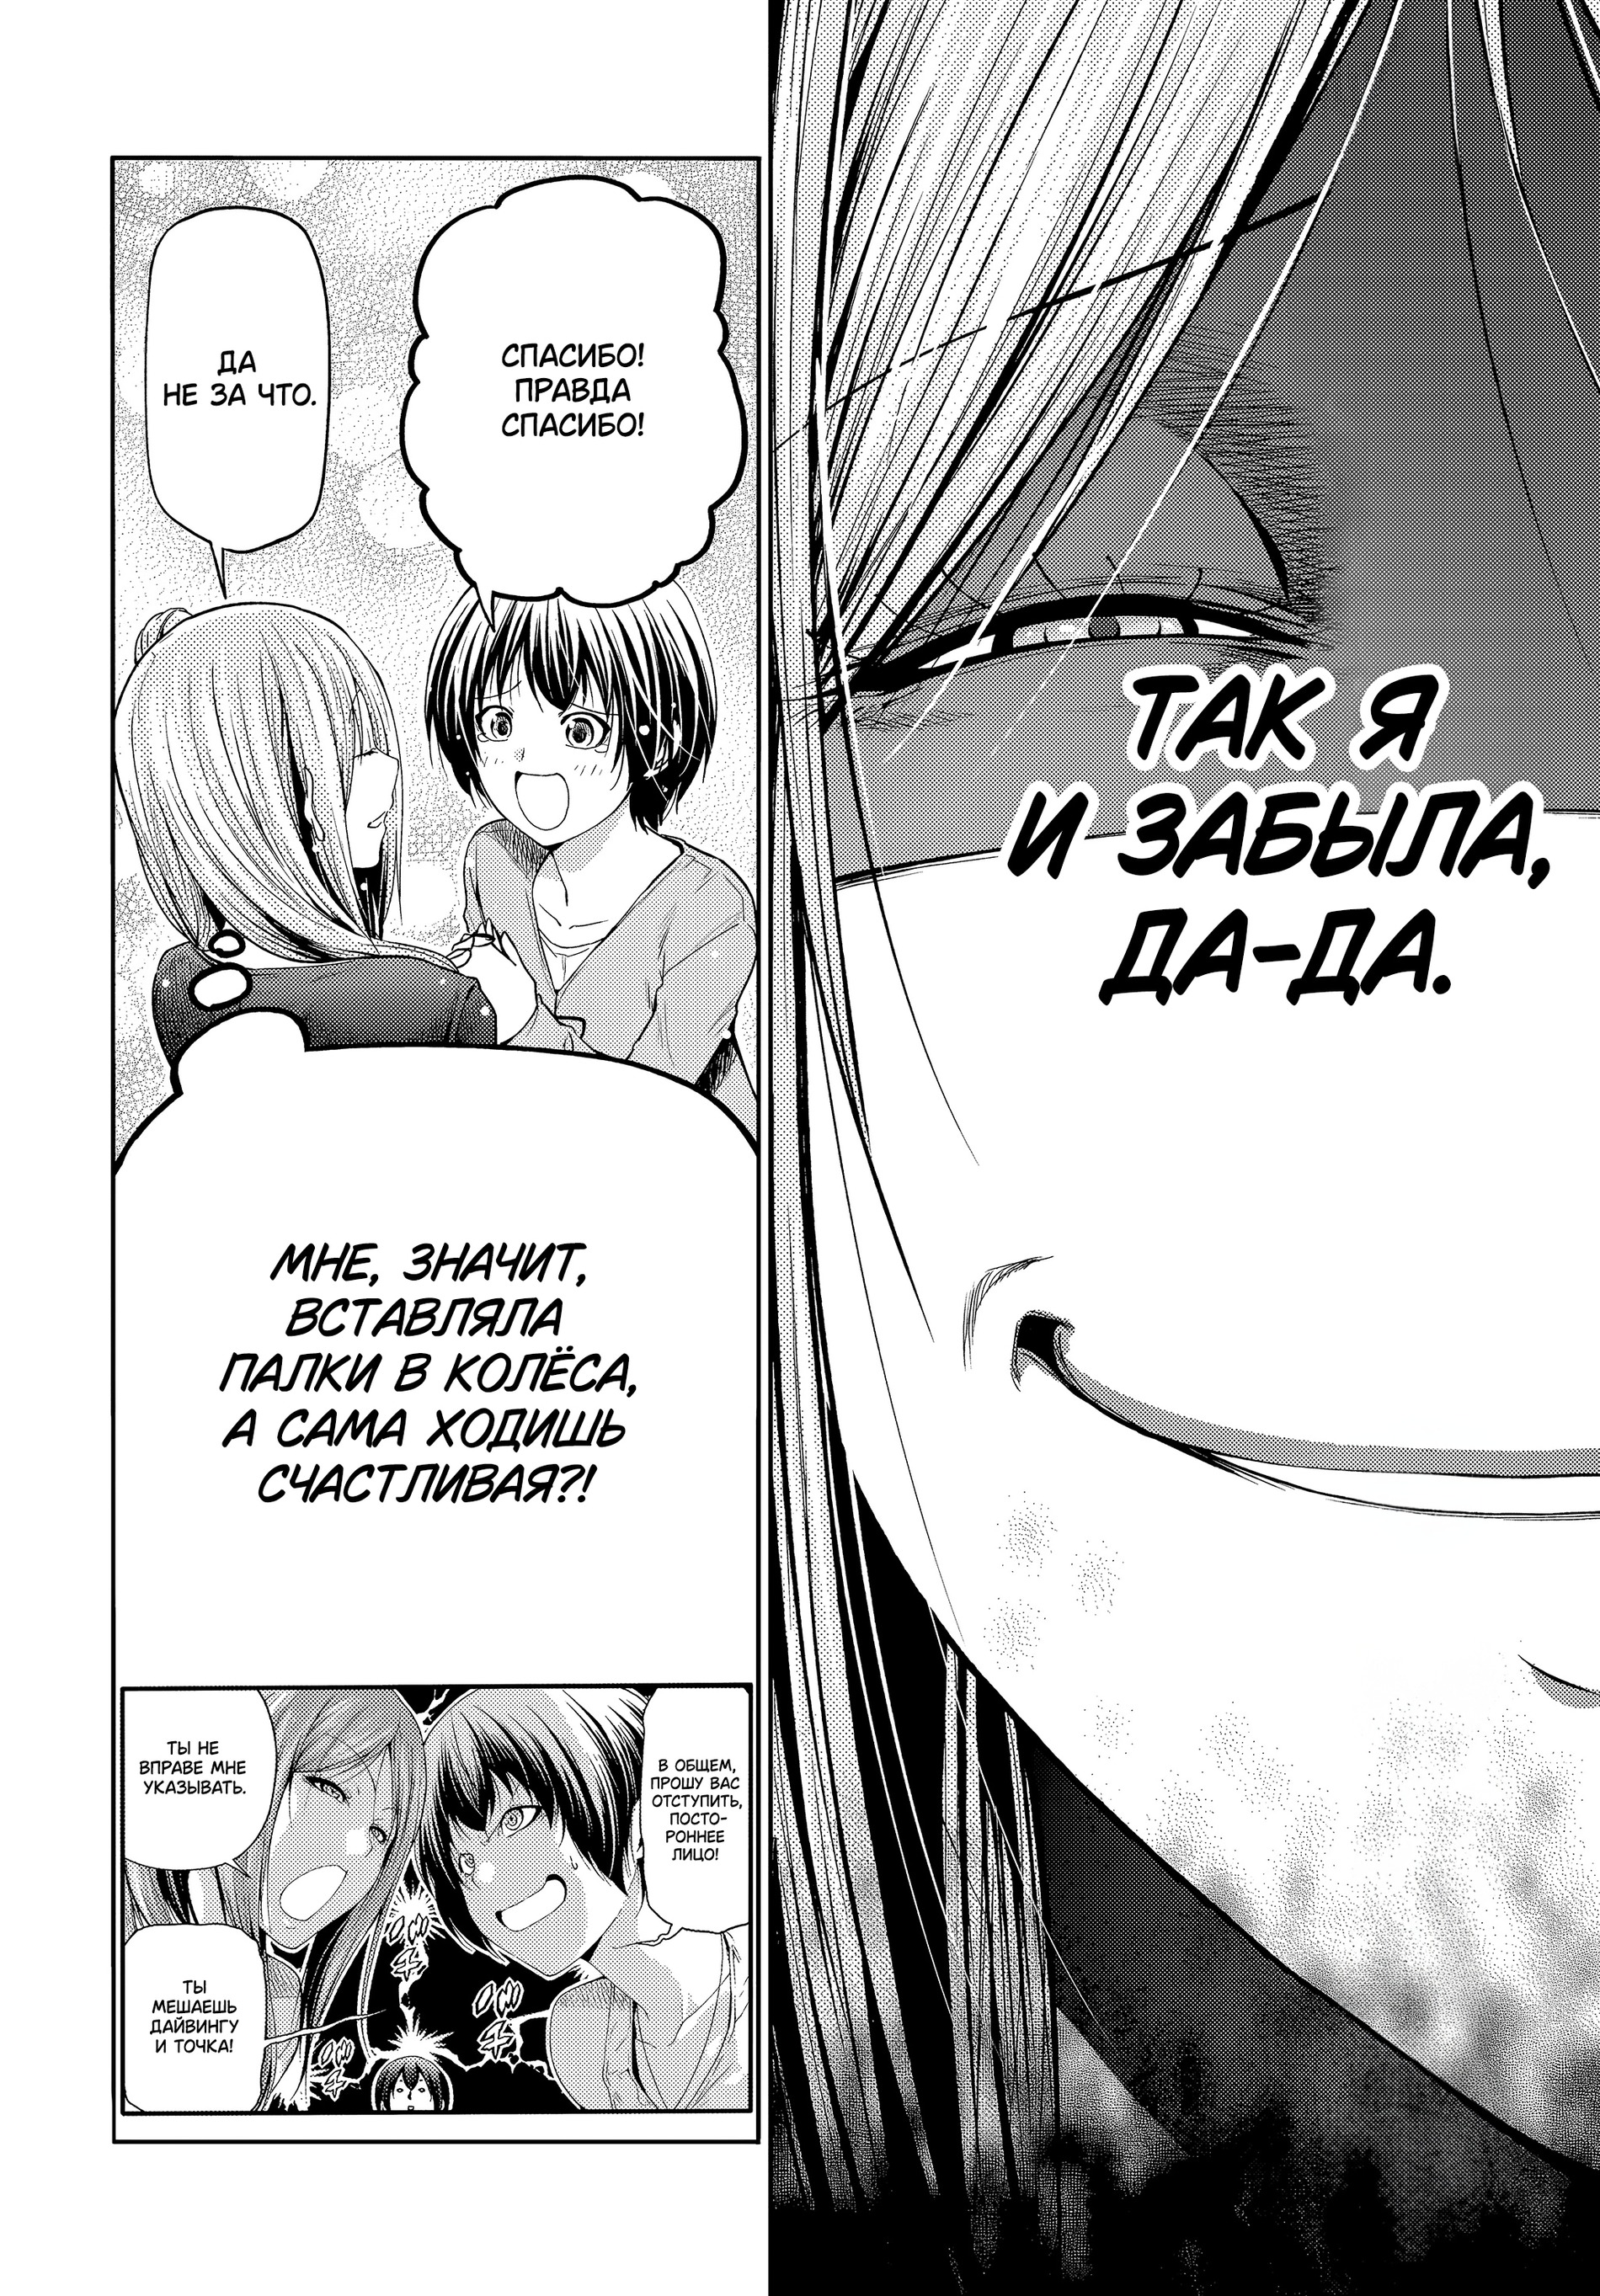 ТАК Я
И ЗАБЫЛА,
ДА-ДА.
СПАСИБО!
ПРАВДА
СПАСИБО!
ДА
НЕ ЗА ЧТО.
МНЕ, ЗНАЧИТ,
ВСТАВЛЯЛА
ПАЛКИ В КОЛЁСА,
А САМА ХОДИШЬ
СЧАСТЛИВАЯ?!
В ОБЩЕМ,
ПРОШУ ВАС
ОТСТУПИТЬ,
ПОСТО-
РОННЕЕ
ЛИЦО!
ТЫ НЕ
ВПРАВЕ МНЕ
УКАЗЫВАТЬ.
ТЫ
МЕШАЕШЬ
ДАЙВИНГУ
И ТОЧКА!